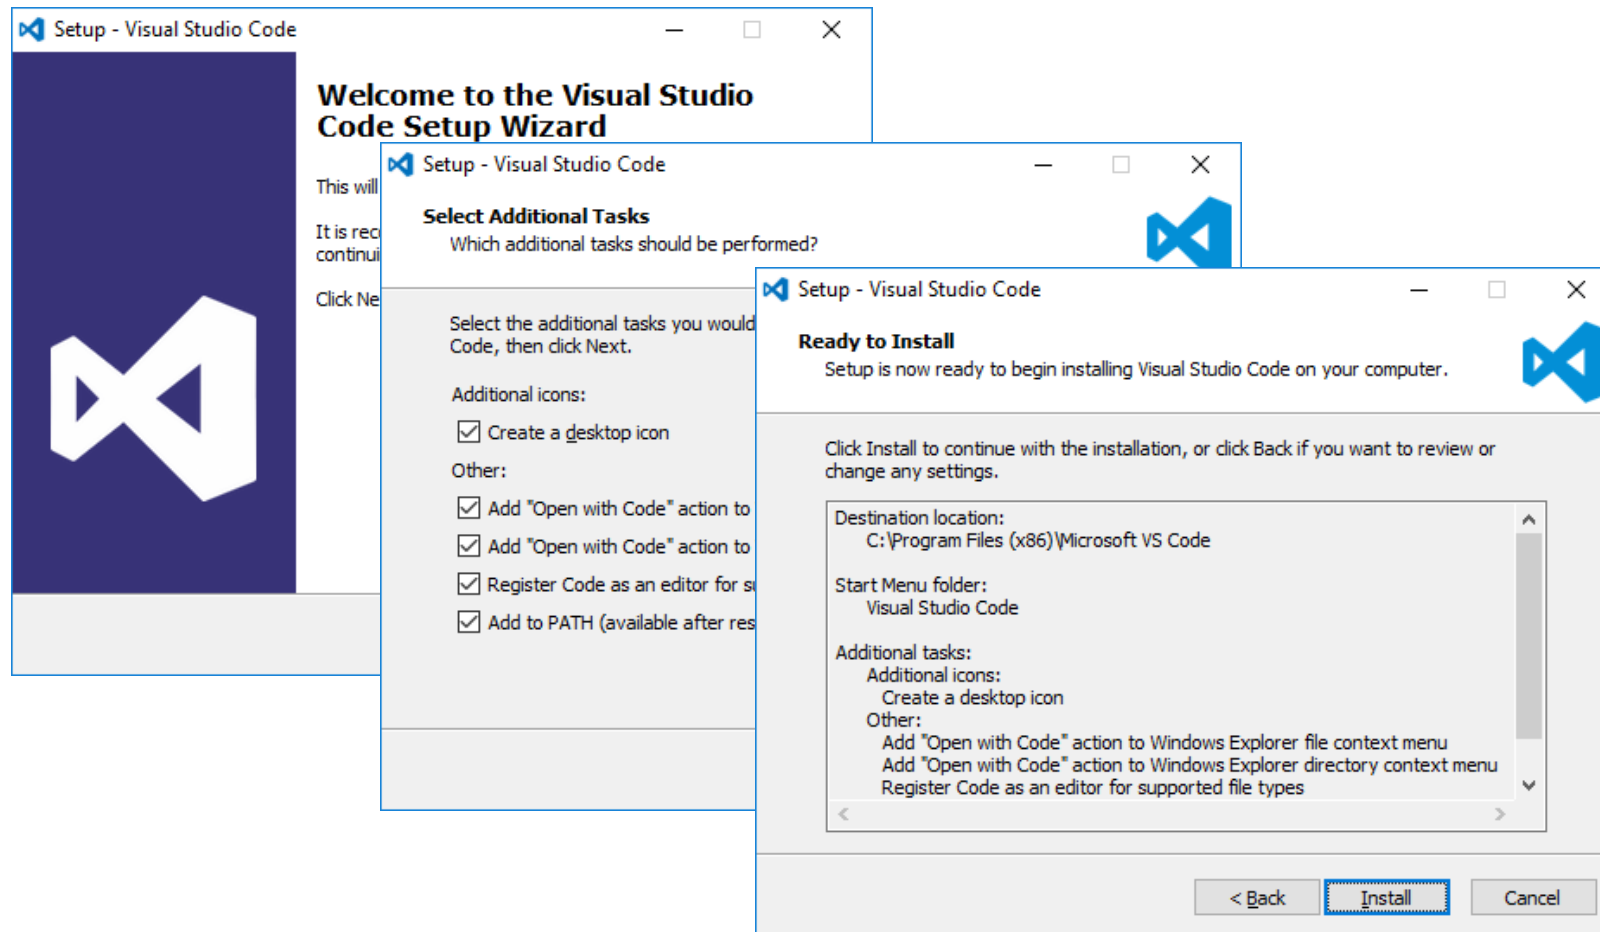 Setup - Visual Studio Code
Welcome to the Visual Studio
Code Setup Wizard
This will
It is
Click
Setup - Visual Studio Code
Select Additional Tasks
Which additional tasks should be performed?
Select the additional tasks you would
Code, then click Next.
Additional icons:
Create a desktop icon
Other:
Add "Open with Code" action to
Add "Open with Code" action to
Register Code as an editor for
Add to PATH (available after
Setup - Visual Studio Code
Ready to Install
Setup is now ready to begin installing Visual Studio Code on your computer.
Click Install to continue with the installation, or click Back if you want to review or
change any settings.
Destination location:
C:\Program Files (x86)\Microsoft VS Code
Start Menu folder:
Visual Studio Code
Additional tasks:
Additional icons:
Create a desktop icon
Other:
Add "Open with Code" action to Windows Explorer file context menu
Add "Open with Code" action to Windows Explorer directory context menu
Register Code as an editor for supported file types
< Back
Install
Cancel